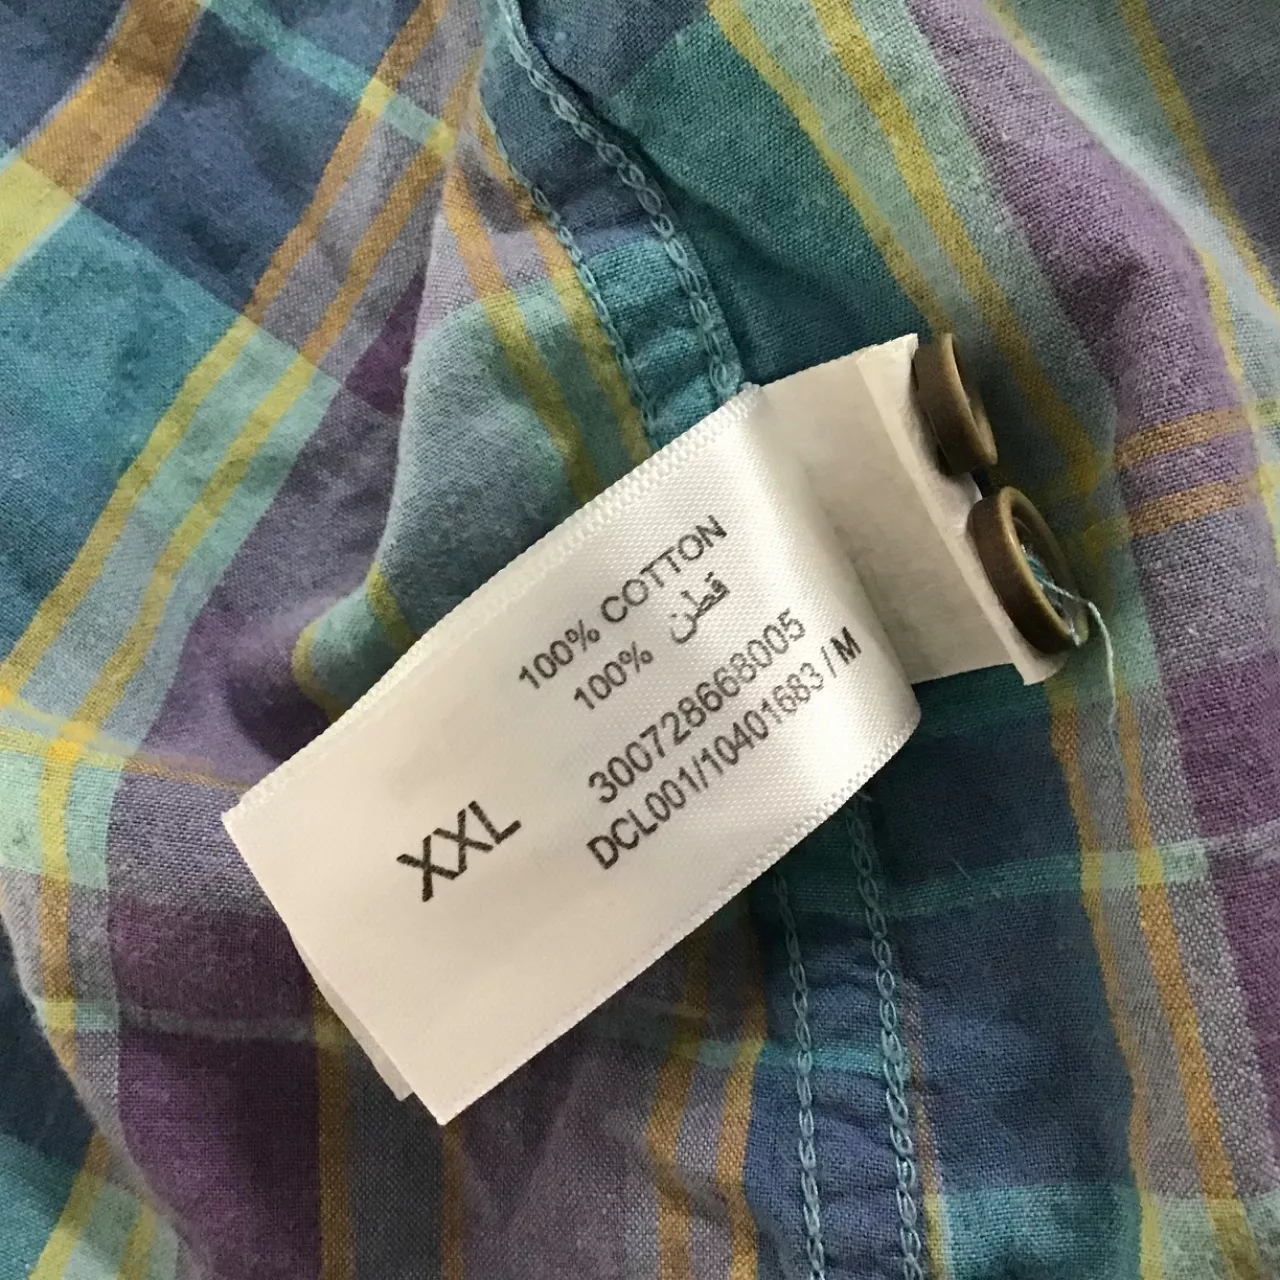 100% COTTON
100% قطن
300728668005
DCL001/10401683 / M
XXL